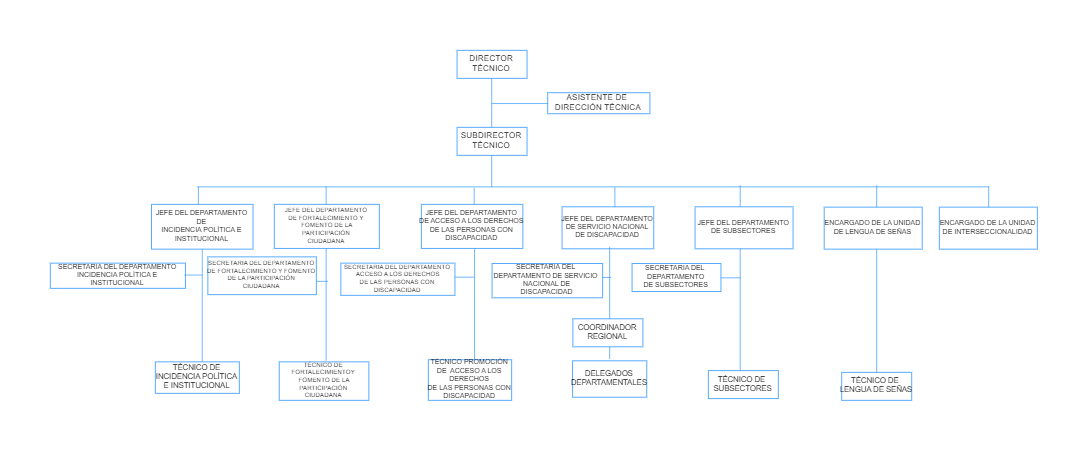 DIRECTOR
TÉCNICO
ASISTENTE DE
DIRECCIÓN TÉCNICA
SUBDIRECTOR
TÉCNICO
JEFE DEL DEPARTAMENTO
DE
INCIDENCIA POLÍTICA E
INSTITUCIONAL
JEFE DEL DEPARTAMENTO
DE FORTALECIMIENTO Y
FOMENTO DE LA
PARTICIPACIÓN
CIUDADANA
JEFE DEL DEPARTAMENTO
DE ACCESO A LOS DERECHOS
DE LAS PERSONAS CON
DISCAPACIDAD
JEFE DEL DEPARTAMENTO
DE SERVICIO NACIONAL
DE DISCAPACIDAD
JEFE DEL DEPARTAMENTO
DE SUBSECTORES
ENCARGADO DE LA UNIDAD
DE LENGUA DE SEÑAS
ENCARGADO DE LA UNIDAD
DE INTERSECCIONALIDAD
SECRETARIA DEL DEPARTAMENTO
INCIDENCIA POLÍTICA E
INSTITUCIONAL
SECRETARIA DEL DEPARTAMENTO
DE FORTALECIMIENTO Y FOMENTO
DE LA PARTICIPACIÓN
CIUDADANA
SECRETARIA DEL DEPARTAMENTO
ACCESO A LOS DERECHOS
DE LAS PERSONAS CON
DISCAPACIDAD
SECRETARIA DEL
DEPARTAMENTO DE SERVICIO
NACIONAL DE
DISCAPACIDAD
SECRETARIA DEL
DEPARTAMENTO
DE SUBSECTORES
COORDINADOR
REGIONAL
TÉCNICO DE
INCIDENCIA POLÍTICA
E INSTITUCIONAL
TÉCNICO DE
FORTALECIMIENTOY
FOMENTO DE LA
PARTICIPACIÓN
CIUDADANA
TÉCNICO PROMOCIÓN
DE ACCESO A LOS
DERECHOS
DE LAS PERSONAS CON
DISCAPACIDAD
DELEGADOS
DEPARTAMENTALES
TÉCNICO DE
SUBSECTORES
TÉCNICO DE
LENGUA DE SEÑAS